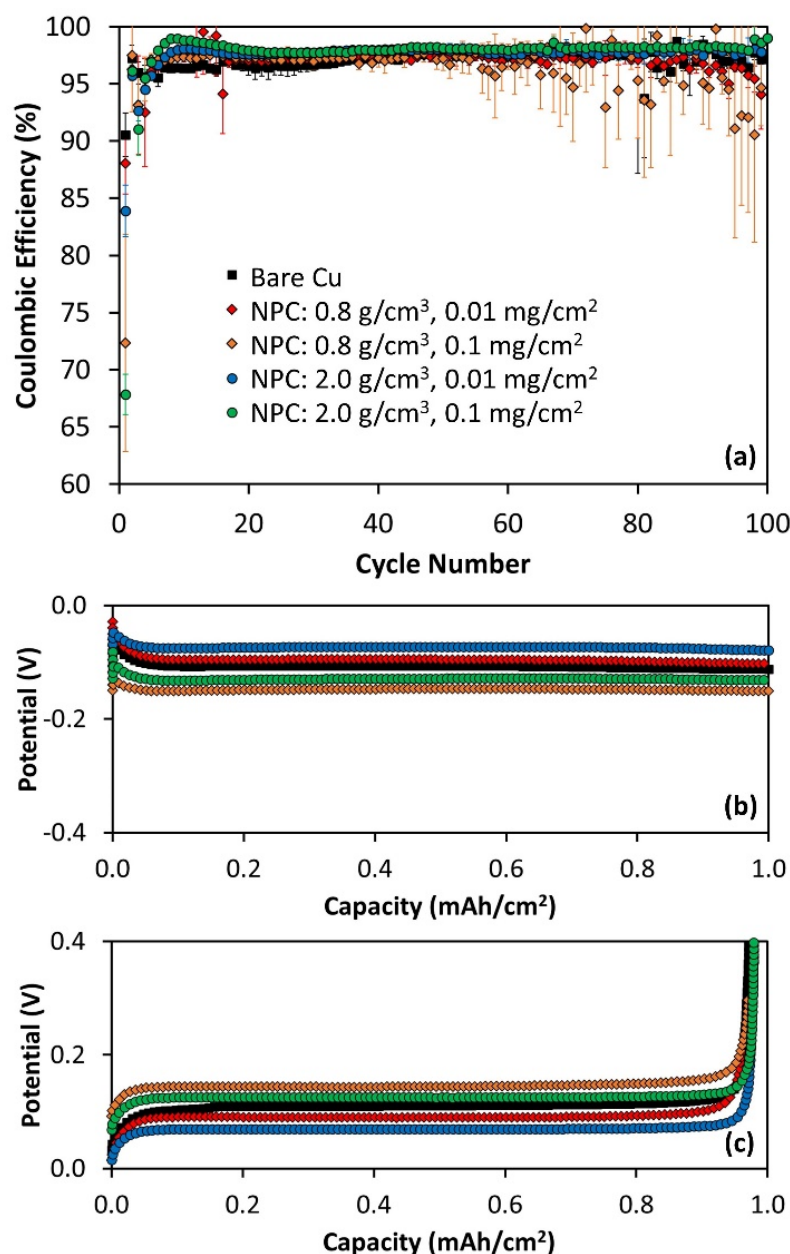 100
95
90
85
80
75
70
65
60
Coulombic Efficiency (%)
Bare Cu
NPC: 0.8 g/cm³, 0.01 mg/cm²
NPC: 0.8 g/cm³, 0.1 mg/cm²
NPC: 2.0 g/cm³, 0.01 mg/cm²
NPC: 2.0 g/cm³, 0.1 mg/cm²
(a)
0 20 40 60 80 100
Cycle Number
0.0
-0.2
-0.4
Potential (V)
(b)
0.0 0.2 0.4 0.6 0.8 1.0
Capacity (mAh/cm²)
0.4
0.2
0.0
Potential (V)
(c)
0.0 0.2 0.4 0.6 0.8 1.0
Capacity (mAh/cm²)